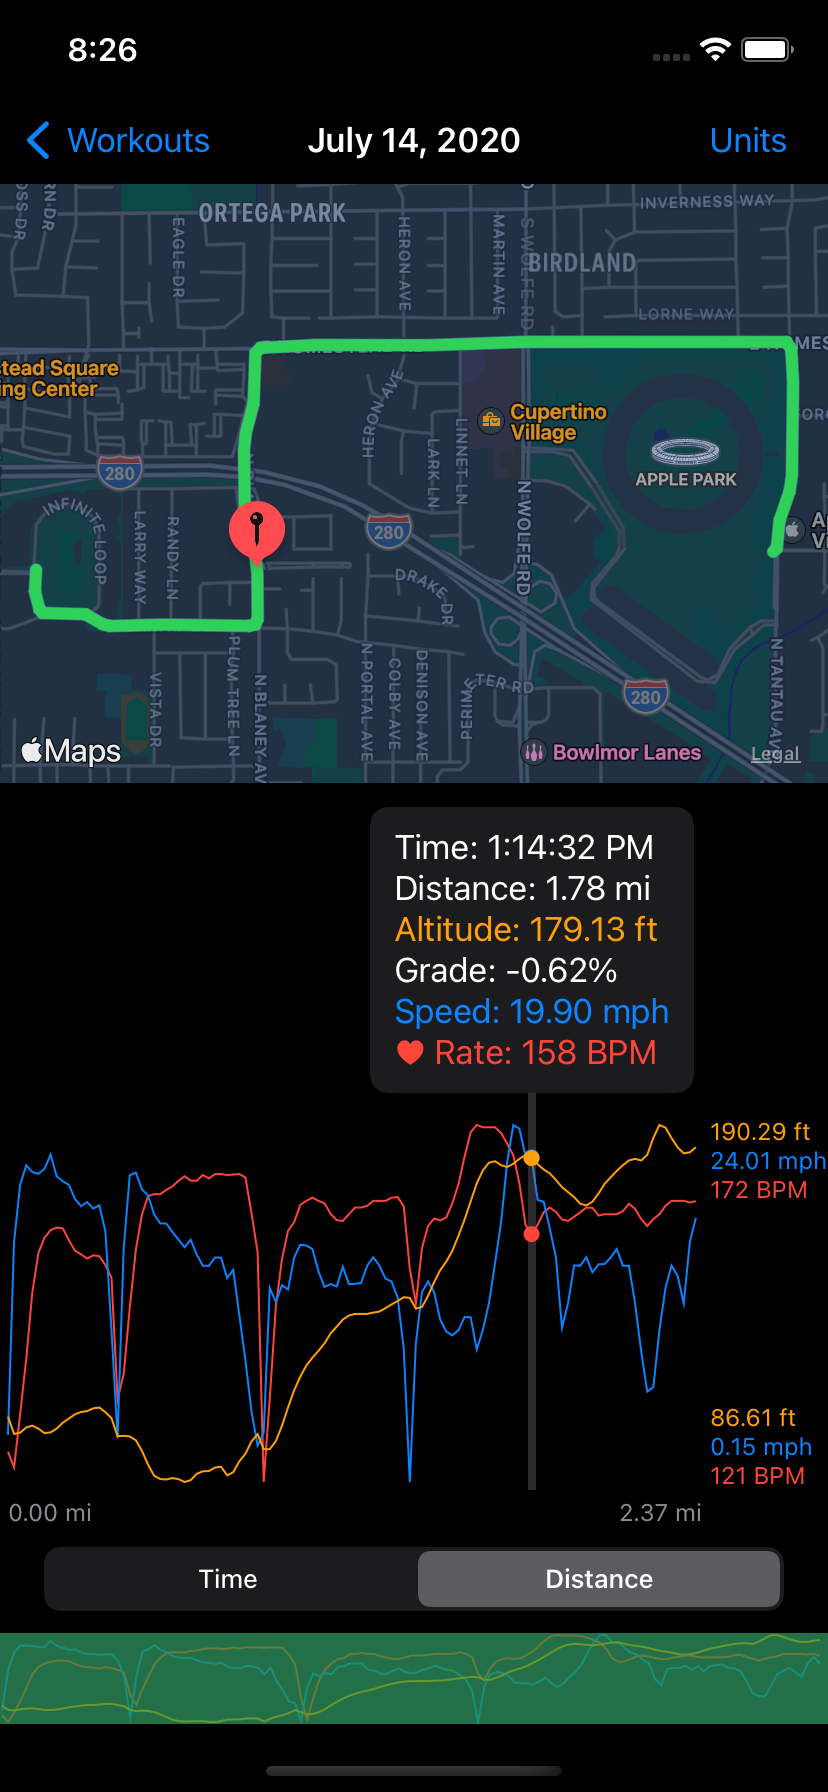 8:26
Workouts
July 14, 2020
Units
RN DR
ORTEGA PARK
INVERNESS WAY
EAGLE DR
HERON AVE
MARTIN AVE
S WOLFE RD
BIRDLAND
LORNE WAY
stead Square
ing Center
HERON AVE
Cupertino
Village
LARK LN
LINNET LN
280
APPLE PARK
N WOLFE RD
INFINITE LOOP
LARRY WAY
RANDY LN
280
DRAKE DR
VISTA DR
PLUM TREE LN
N BLANEY AV
N PORTAL AVE
COLBY AVE
DENISON AVE
PERIMETER RD
280
N TANTAU AVE
Maps
Bowlmor Lanes
Legal
Time: 1:14:32 PM
Distance: 1.78 mi
Altitude: 179.13 ft
Grade: -0.62%
Speed: 19.90 mph
Rate: 158 BPM
190.29 ft
24.01 mph
172 BPM
86.61 ft
0.15 mph
121 BPM
0.00 mi
2.37 mi
Time
Distance